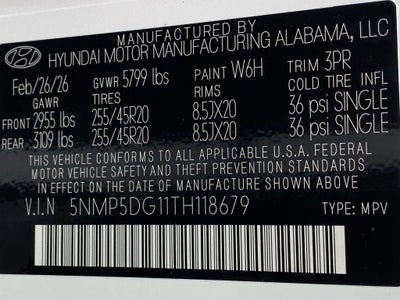 MANUFACTURED BY
HYUNDAI MOTOR MANUFACTURING ALABAMA, LLC
Feb/26/26 GVWR 5799 lbs PAINT W6H TRIM 3PR
GAWR TIRES RIMS COLD TIRE INFL
FRONT 2955 lbs 255/45R20 8.5JX20 36 psi SINGLE
REAR 3109 lbs 255/45R20 8.5JX20 36 psi SINGLE
THIS VEHICLE CONFORMS TO ALL APPLICABLE U.S.A. FEDERAL
MOTOR VEHICLE SAFETY AND THEFT PREVENTION STANDARDS
IN EFFECT ON THE DATE OF MANUFACTURE SHOWN ABOVE.
V.I.N 5NMP5DG11TH118679 TYPE: MPV